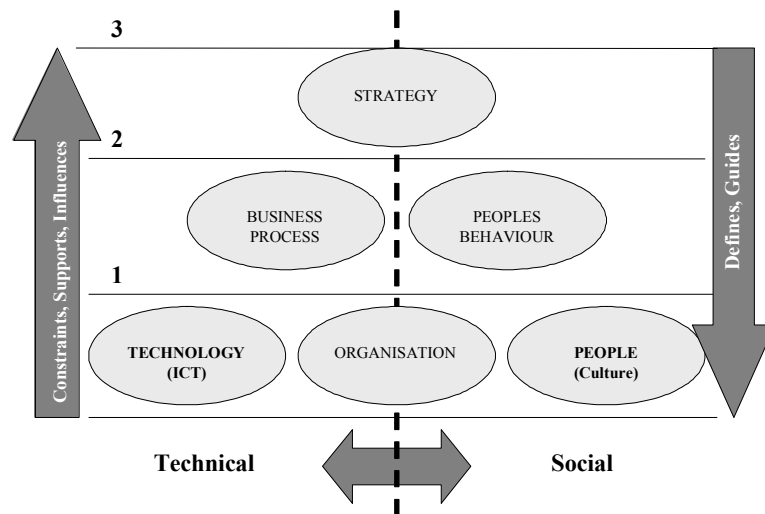 3
STRATEGY
2
BUSINESS
PROCESS
PEOPLES
BEHAVIOUR
1
TECHNOLOGY
(ICT)
ORGANISATION
PEOPLE
(Culture)
Constraints, Supports, Influences
Defines, Guides
Technical
Social